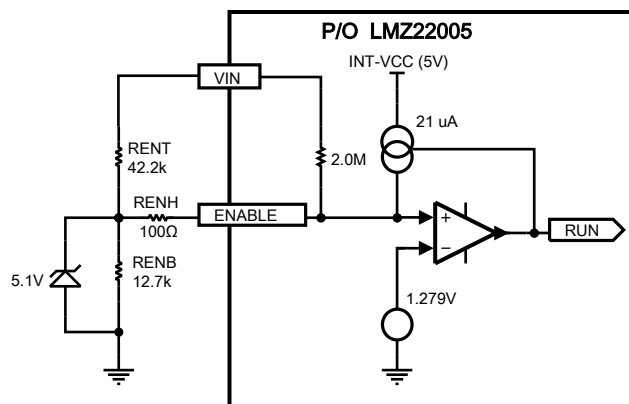 P/O LMZ22005
INT-VCC (5V)
VIN
21 uA
RENT
42.2k
2.0M
RENH
100Ω
ENABLE
+
−
RUN
5.1V
RENB
12.7k
1.279V